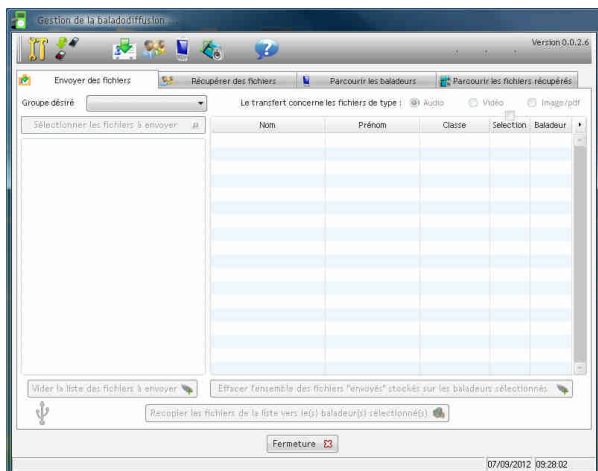 Gestion de la baladodiffusion
Version 0.0.2.6
Envoyer des fichiers Récupérer des fichiers Parcourir les baladeurs Parcourir les fichiers récupérés
Groupe désiré Le transfert concerne les fichiers de type : Audio Vidéo Image/pdf
Sélectionner les fichiers à envoyer
Nom Prénom Classe Selection Baladeur
Vider la liste des fichiers à envoyer Effacer l'ensemble des fichiers "envoyés" stockés sur les baladeurs sélectionnés
Recopier les fichiers de la liste vers le(s) baladeur(s) sélectionné(s)
Fermeture
07/09/2012 09:28:02